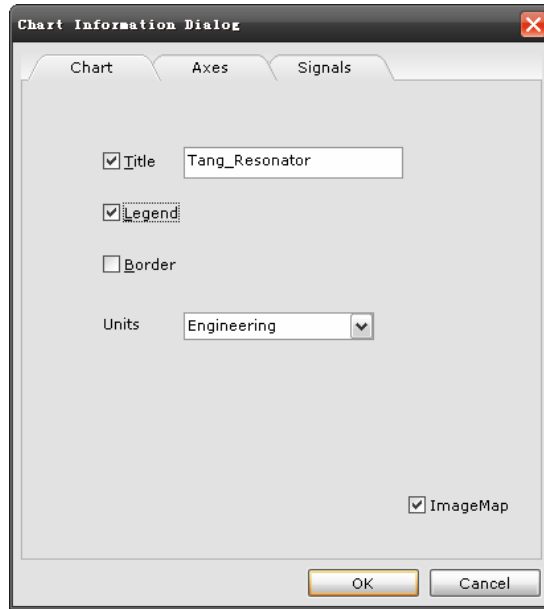 Chart Information Dialog
Chart Axes Signals
Title Tang_Resonator
Legend
Border
Units Engineering
ImageMap
OK Cancel